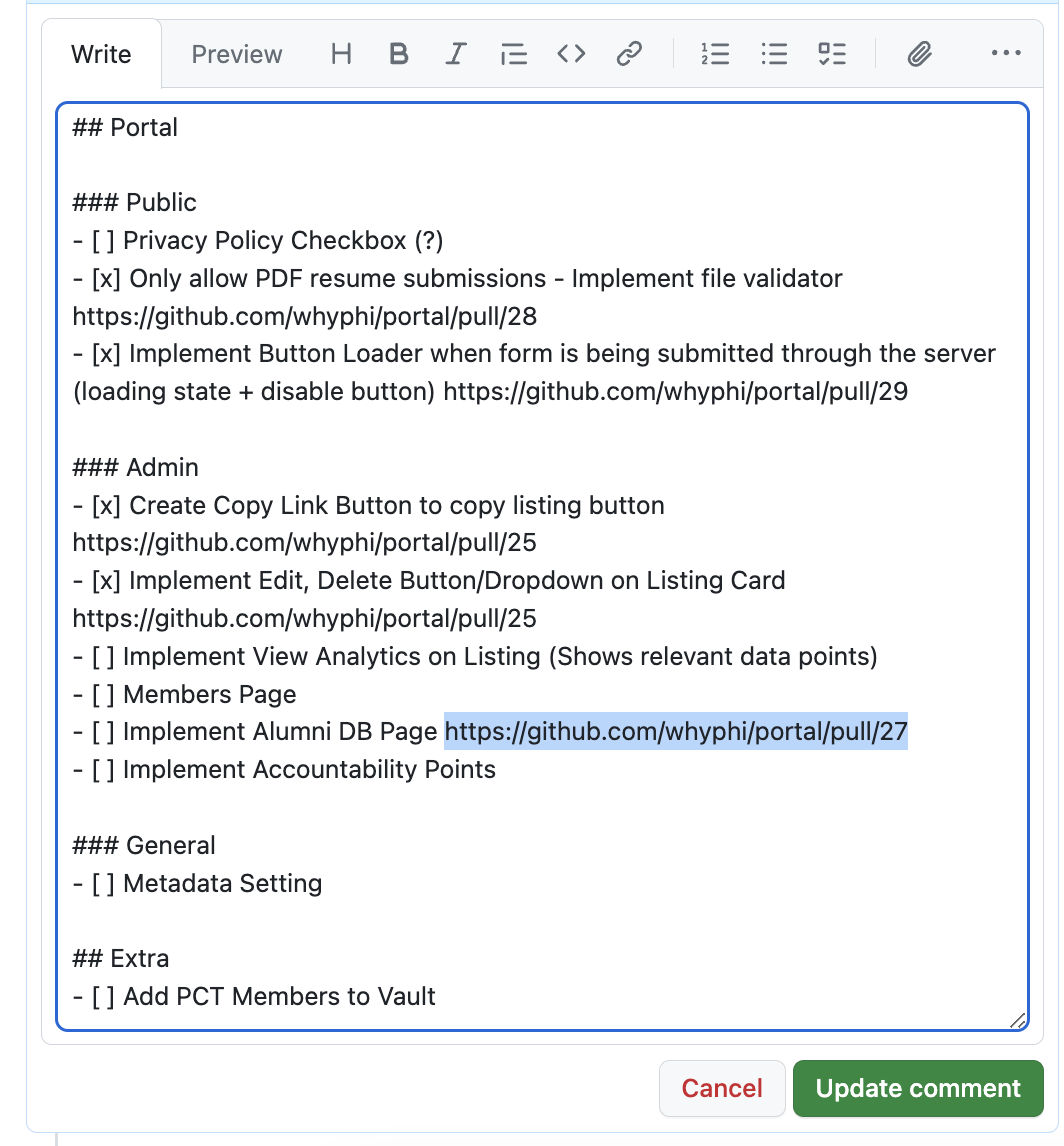 Write
Preview
## Portal
### Public
- [ ] Privacy Policy Checkbox (?)
- [x] Only allow PDF resume submissions - Implement file validator
https://github.com/whyphi/portal/pull/28
- [x] Implement Button Loader when form is being submitted through the server
(loading state + disable button) https://github.com/whyphi/portal/pull/29
### Admin
- [x] Create Copy Link Button to copy listing button
https://github.com/whyphi/portal/pull/25
- [x] Implement Edit, Delete Button/Dropdown on Listing Card
https://github.com/whyphi/portal/pull/25
- [ ] Implement View Analytics on Listing (Shows relevant data points)
- [ ] Members Page
- [ ] Implement Alumni DB Page https://github.com/whyphi/portal/pull/27
- [ ] Implement Accountability Points
### General
- [ ] Metadata Setting
## Extra
- [ ] Add PCT Members to Vault
Cancel
Update comment